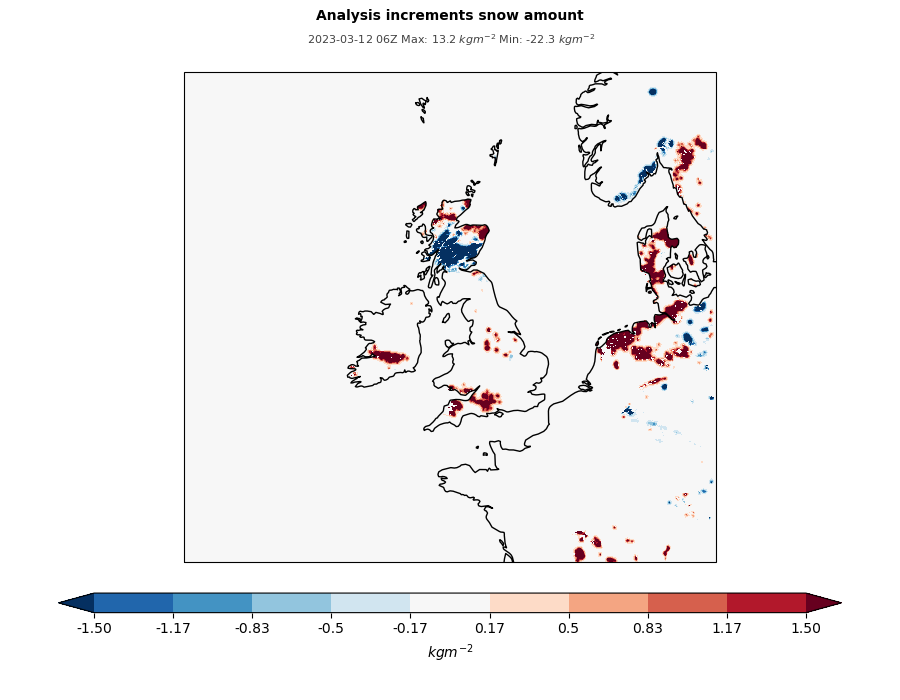 Analysis increments snow amount
2023-03-12 06Z Max: 13.2 kgm⁻² Min: -22.3 kgm⁻²
-1.50 -1.17 -0.83 -0.5 -0.17 0.17 0.5 0.83 1.17 1.50
kgm⁻²